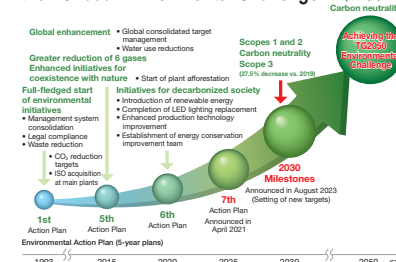 Carbon neutrality
Global enhancement
• Global consolidated target
management
• Water use reductions
Scopes 1 and 2
Carbon neutrality
Scope 3
(27.5% decrease vs. 2019)
Achieving the
TG2050
Environmental
Challenge
Greater reduction of 6 gases
Enhanced initiatives for
coexistence with nature
• Start of plant afforestation
Full-fledged start
of environmental
initiatives
• Management system
consolidation
• Legal compliance
• Waste reduction
• CO₂ reduction
targets
• ISO acquisition
at main plants
Initiatives for decarbonized society
• Introduction of renewable energy
• Completion of LED lighting replacement
• Enhanced production technology
improvement
• Establishment of energy conservation
improvement team
2030
Milestones
Announced in August 2023
(Setting of new targets)
1st
Action Plan
5th
Action Plan
6th
Action Plan
7th
Action Plan
Announced in
April 2021
Environmental Action Plan (5-year plans)
1993 2015 2020 2025 2030 2050